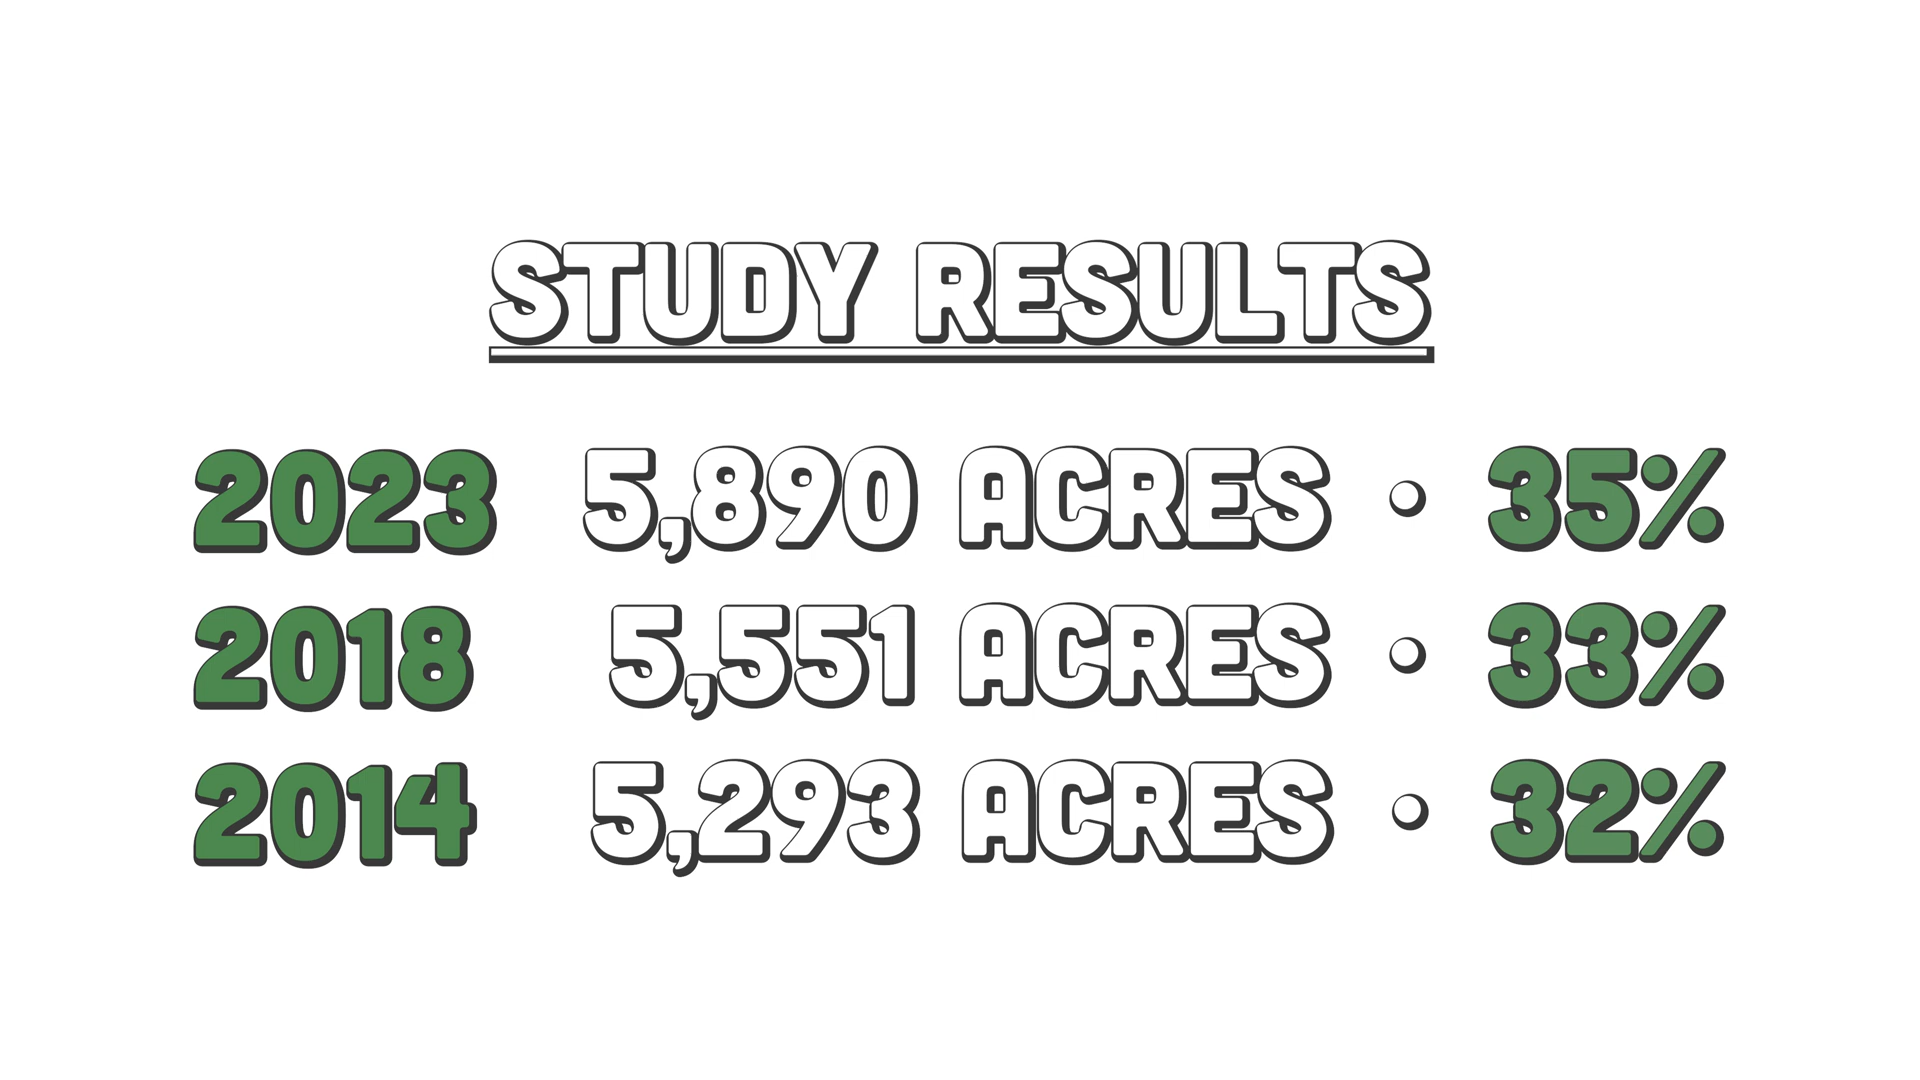 STUDY RESULTS
2023 5,890 ACRES • 35%
2018 5,551 ACRES • 33%
2014 5,293 ACRES • 32%